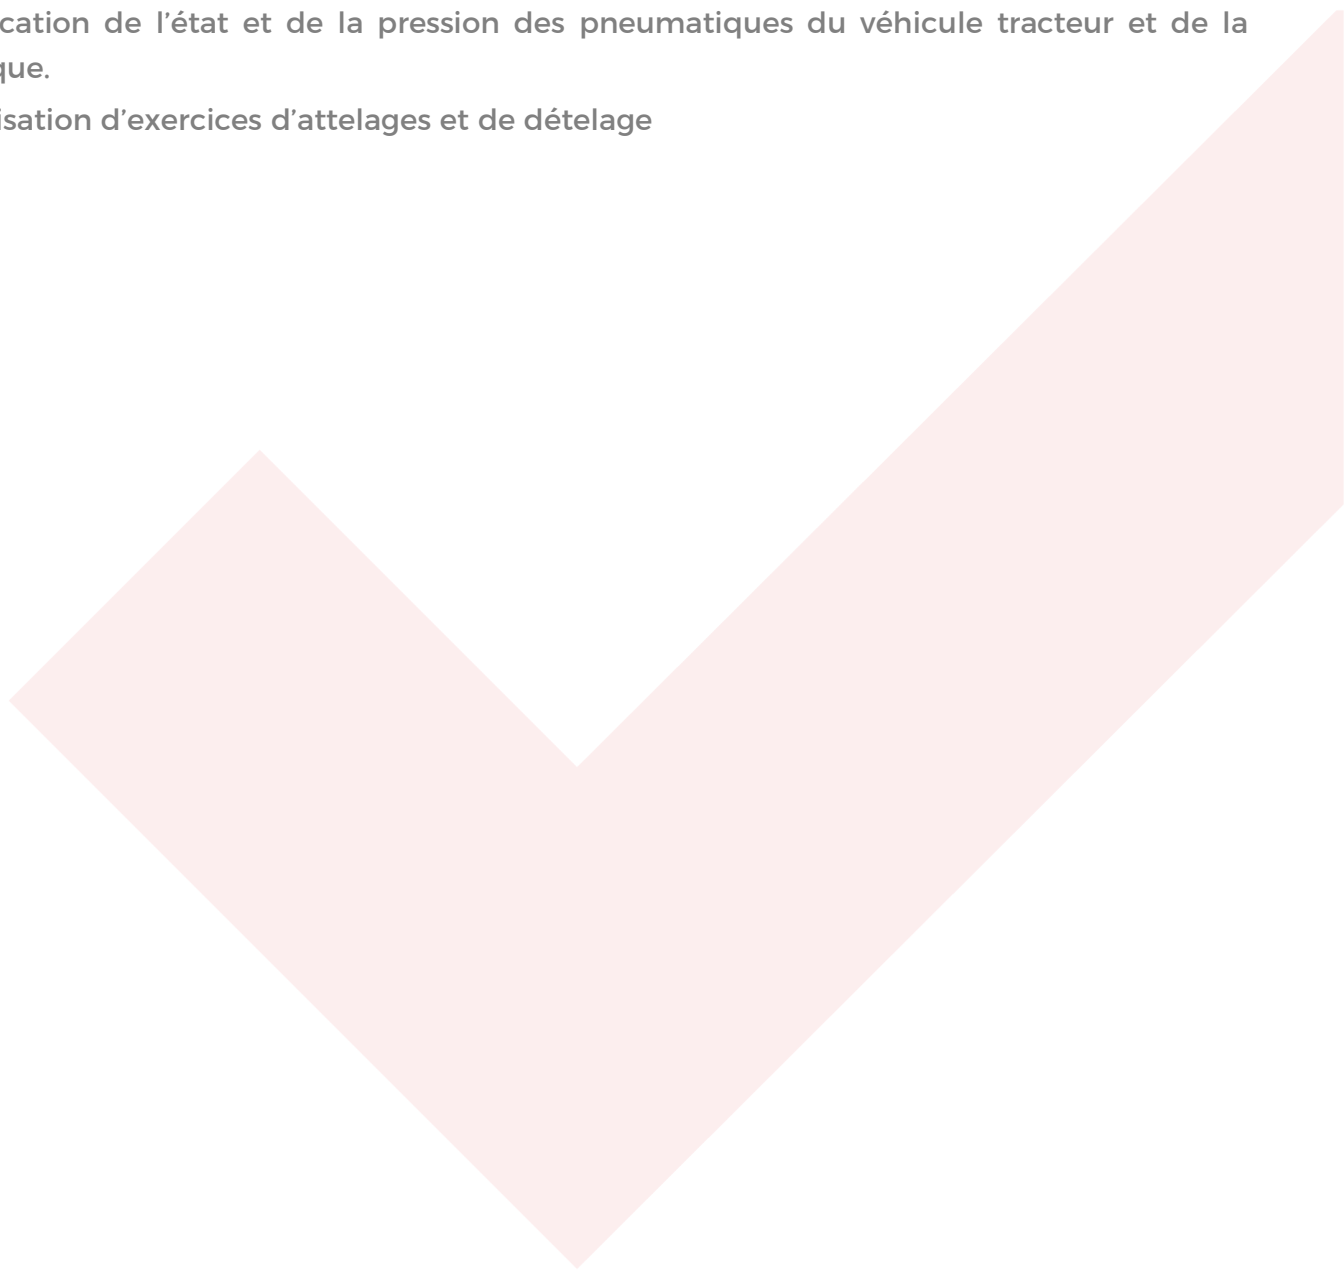 cation de l’état et de la pression des pneumatiques du véhicule tracteur et de la
que.
isation d’exercices d’attelages et de dételage